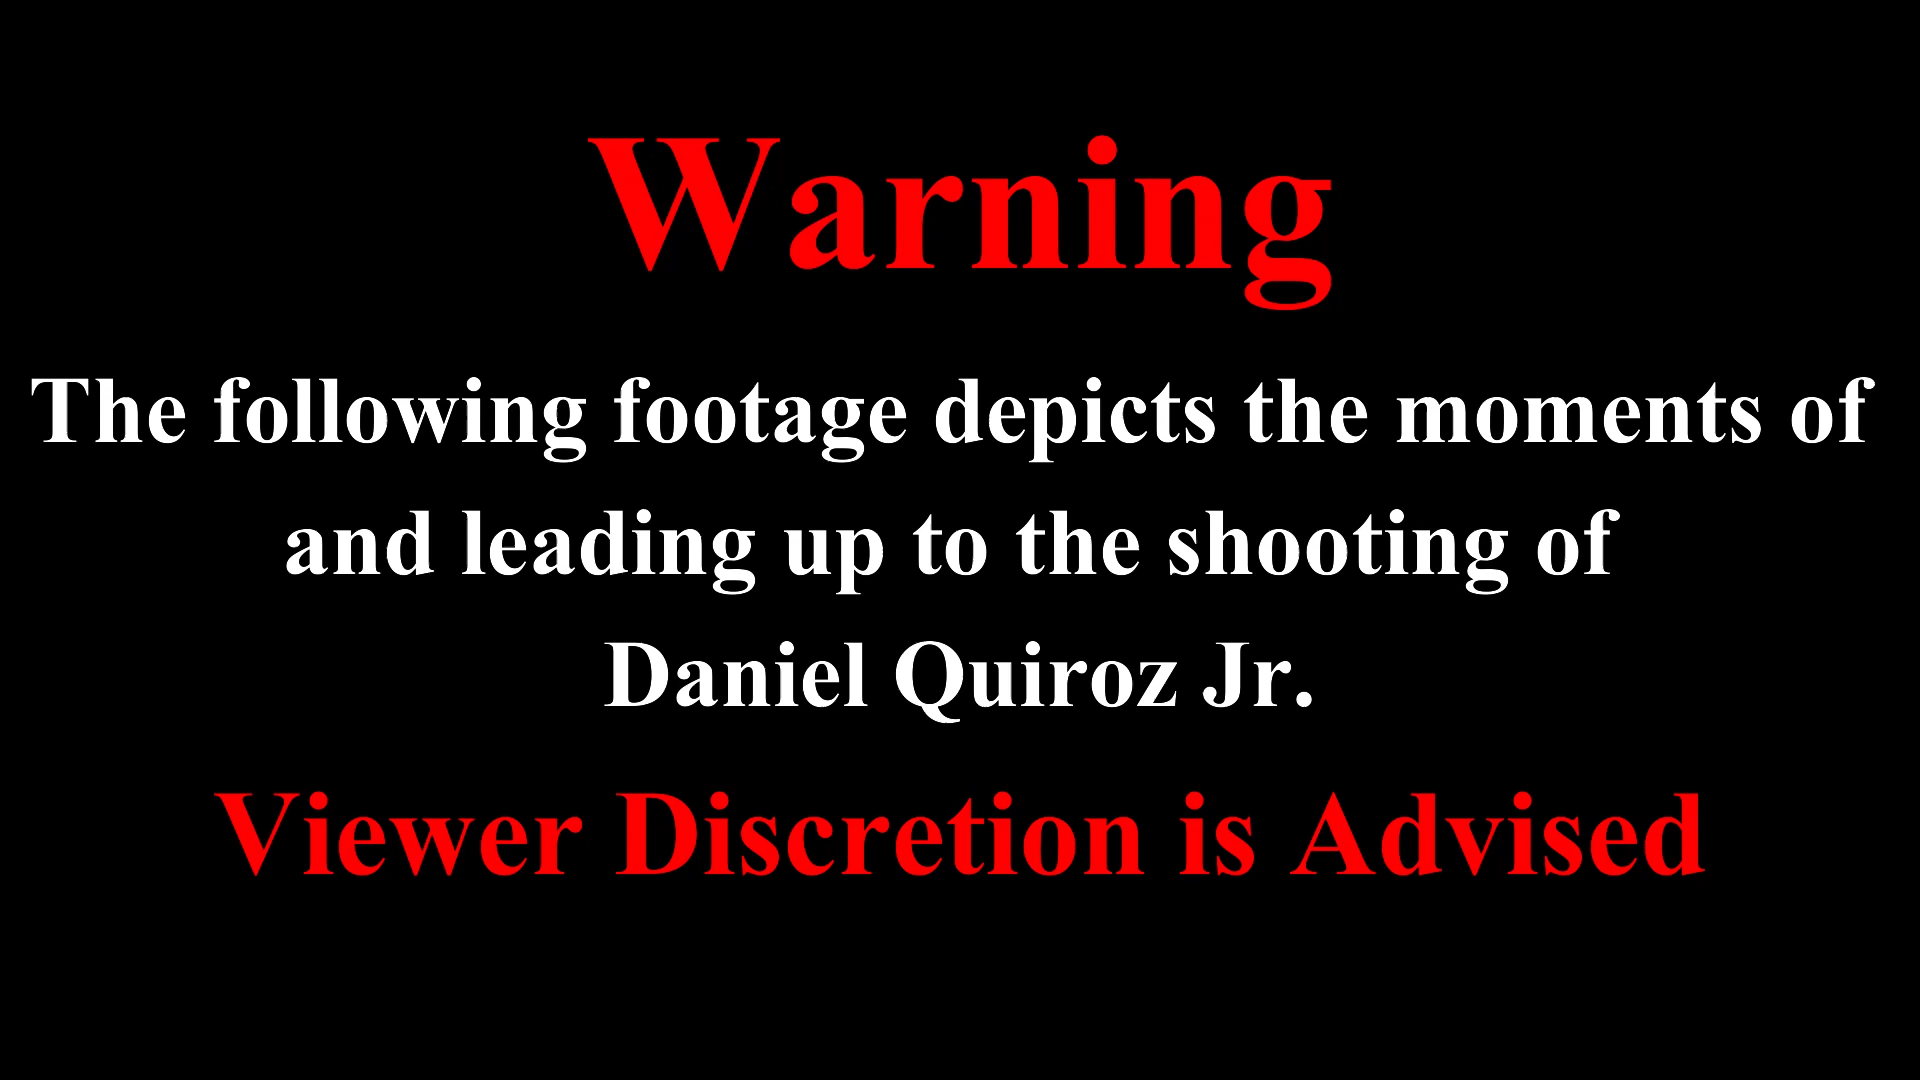 Warning
The following footage depicts the moments of
and leading up to the shooting of
Daniel Quiroz Jr.
Viewer Discretion is Advised